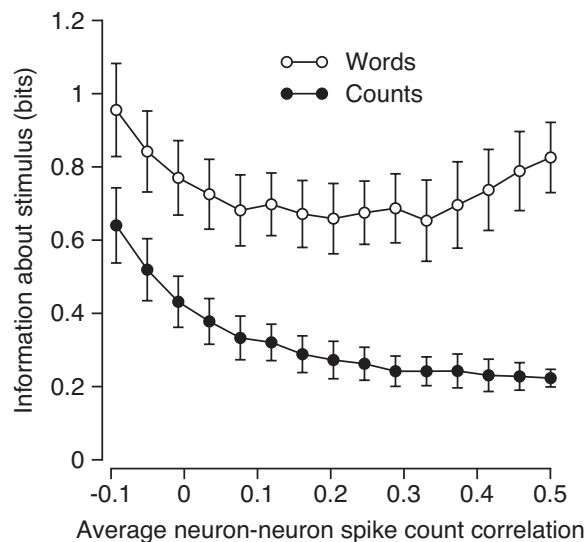 1.2
1
0.8
0.6
0.4
0.2
0
Information about stimulus (bits)
Words
Counts
-0.1 0 0.1 0.2 0.3 0.4 0.5
Average neuron-neuron spike count correlation